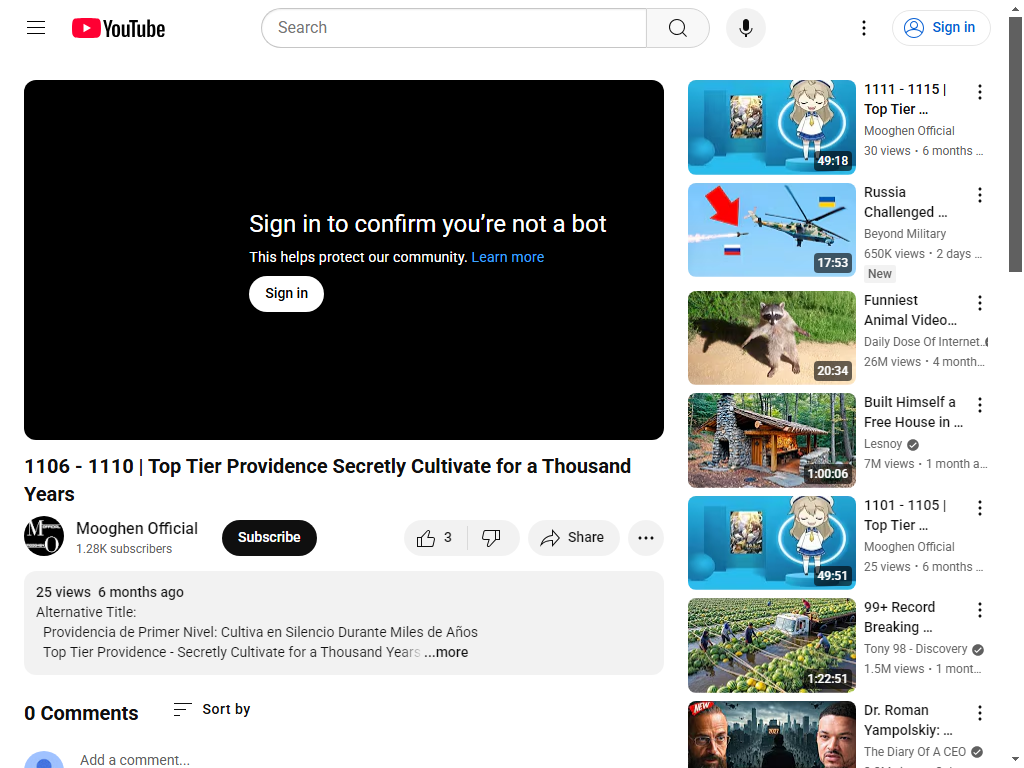 YouTube
Search
Sign in
Sign in to confirm you’re not a bot
This helps protect our community. Learn more
Sign in
1106 - 1110 | Top Tier Providence Secretly Cultivate for a Thousand
Years
Mooghen Official
1.28K subscribers
Subscribe
3
Share
25 views  6 months ago
Alternative Title:
Providencia de Primer Nivel: Cultiva en Silencio Durante Miles de Años
Top Tier Providence - Secretly Cultivate for a Thousand Years ...more
0 Comments
Sort by
Add a comment...
49:18
1111 - 1115 |
Top Tier ...
Mooghen Official
30 views • 6 months ...
17:53
Russia
Challenged ...
Beyond Military
650K views • 2 days ...
New
20:34
Funniest
Animal Video...
Daily Dose Of Internet.
26M views • 4 month...
1:00:06
Built Himself a
Free House in ...
Lesnoy
7M views • 1 month a...
49:51
1101 - 1105 |
Top Tier ...
Mooghen Official
25 views • 6 months ...
1:22:51
99+ Record
Breaking ...
Tony 98 - Discovery
1.5M views • 1 mont...
NEW
2027
Dr. Roman
Yampolskiy: ...
The Diary Of A CEO